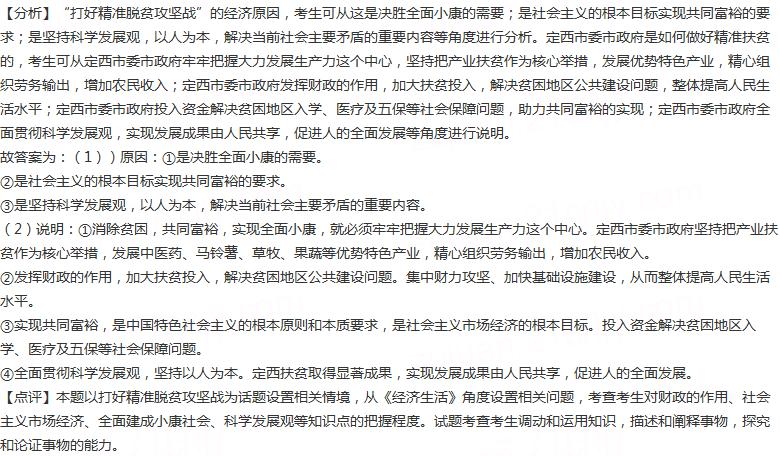 【分析】“打好精准脱贫攻坚战”的经济原因，考生可从这是决胜全面小康的需要；是社会主义的根本目标实现共同富裕的要
求；是坚持科学发展观，以人为本，解决当前社会主要矛盾的重要内容等角度进行分析。定西市委市政府是如何做好精准扶贫
的，考生可从定西市委市政府牢牢把握大力发展生产力这个中心，坚持把产业扶贫作为核心举措，发展优势特色产业，精心组
织劳务输出，增加农民收入；定西市委市政府发挥财政的作用，加大扶贫投入，解决贫困地区公共建设问题，整体提高人民生
活水平；定西市委市政府投入资金解决贫困地区入学、医疗及五保等社会保障问题，助力共同富裕的实现；定西市委市政府全
面贯彻科学发展观，实现发展成果由人民共享，促进人的全面发展等角度进行说明。
故答案为：（1））原因：①是决胜全面小康的需要。
②是社会主义的根本目标实现共同富裕的要求。
③是坚持科学发展观，以人为本，解决当前社会主要矛盾的重要内容。
（2）说明：①消除贫困，共同富裕，实现全面小康，就必须牢牢把握大力发展生产力这个中心。定西市委市政府坚持把产业扶
贫作为核心举措，发展中医药、马铃薯、草牧、果蔬等优势特色产业，精心组织劳务输出，增加农民收入。
②发挥财政的作用，加大扶贫投入，解决贫困地区公共建设问题。集中财力攻坚、加快基础设施建设，从而整体提高人民生活
水平。
③实现共同富裕，是中国特色社会主义的根本原则和本质要求，是社会主义市场经济的根本目标。投入资金解决贫困地区入
学、医疗及五保等社会保障问题。
④全面贯彻科学发展观，坚持以人为本。定西扶贫取得显著成果，实现发展成果由人民共享，促进人的全面发展。
【点评】本题以打好精准脱贫攻坚战为话题设置相关情境，从《经济生活》角度设置相关问题，考查考生对财政的作用、社会
主义市场经济、全面建成小康社会、科学发展观等知识点的把握程度。试题考查考生调动和运用知识，描述和阐释事物，探究
和论证事物的能力。